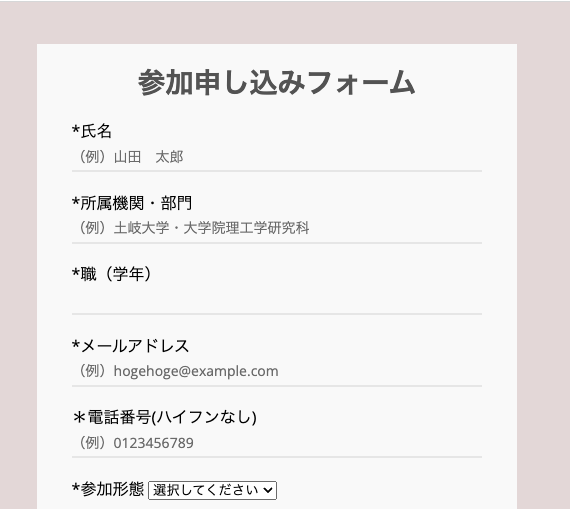 参加申し込みフォーム
*氏名
（例）山田　太郎
*所属機関・部門
（例）土岐大学・大学院理工学研究科
*職（学年）
*メールアドレス
（例）hogehoge@example.com
＊電話番号(ハイフンなし)
（例）0123456789
*参加形態 選択してください